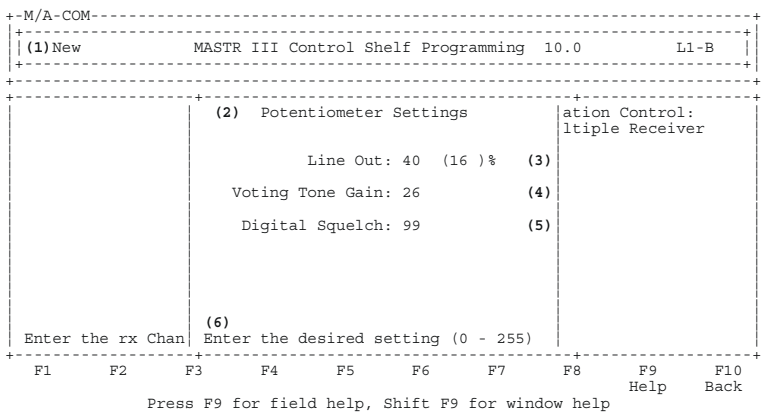 M/A-COM
(1)New MASTR III Control Shelf Programming 10.0 L1-B
(2) Potentiometer Settings ation Control:
ltiple Receiver
Line Out: 40 (16 )% (3)
Voting Tone Gain: 26 (4)
Digital Squelch: 99 (5)
(6)
Enter the rx Chan Enter the desired setting (0 - 255)
F1 F2 F3 F4 F5 F6 F7 F8 F9 F10
Help Back
Press F9 for field help, Shift F9 for window help